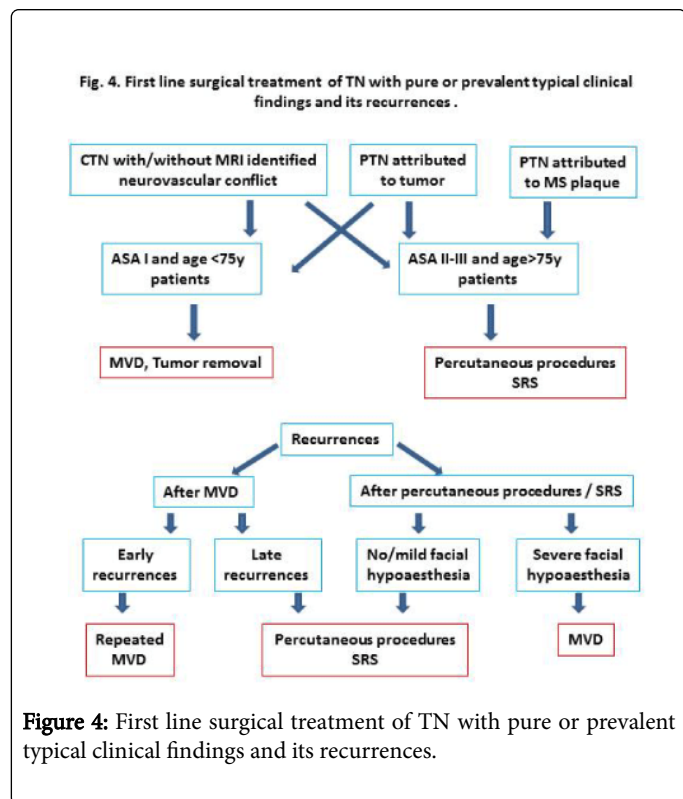 Fig. 4. First line surgical treatment of TN with pure or prevalent typical clinical
findings and its recurrences .
CTN with/without MRI identified
neurovascular conflict
PTN attributed
to tumor
PTN attributed
to MS plaque
ASA I and age <75y
patients
ASA II-III and age>75y
patients
MVD, Tumor removal
Percutaneous procedures
SRS
Recurrences
After MVD
After percutaneous procedures / SRS
Early
recurrences
Late
recurrences
No/mild facial
hypoaesthesia
Severe facial
hypoaesthesia
Repeated
MVD
Percutaneous procedures
SRS
MVD
Figure 4: First line surgical treatment of TN with pure or prevalent
typical clinical findings and its recurrences.